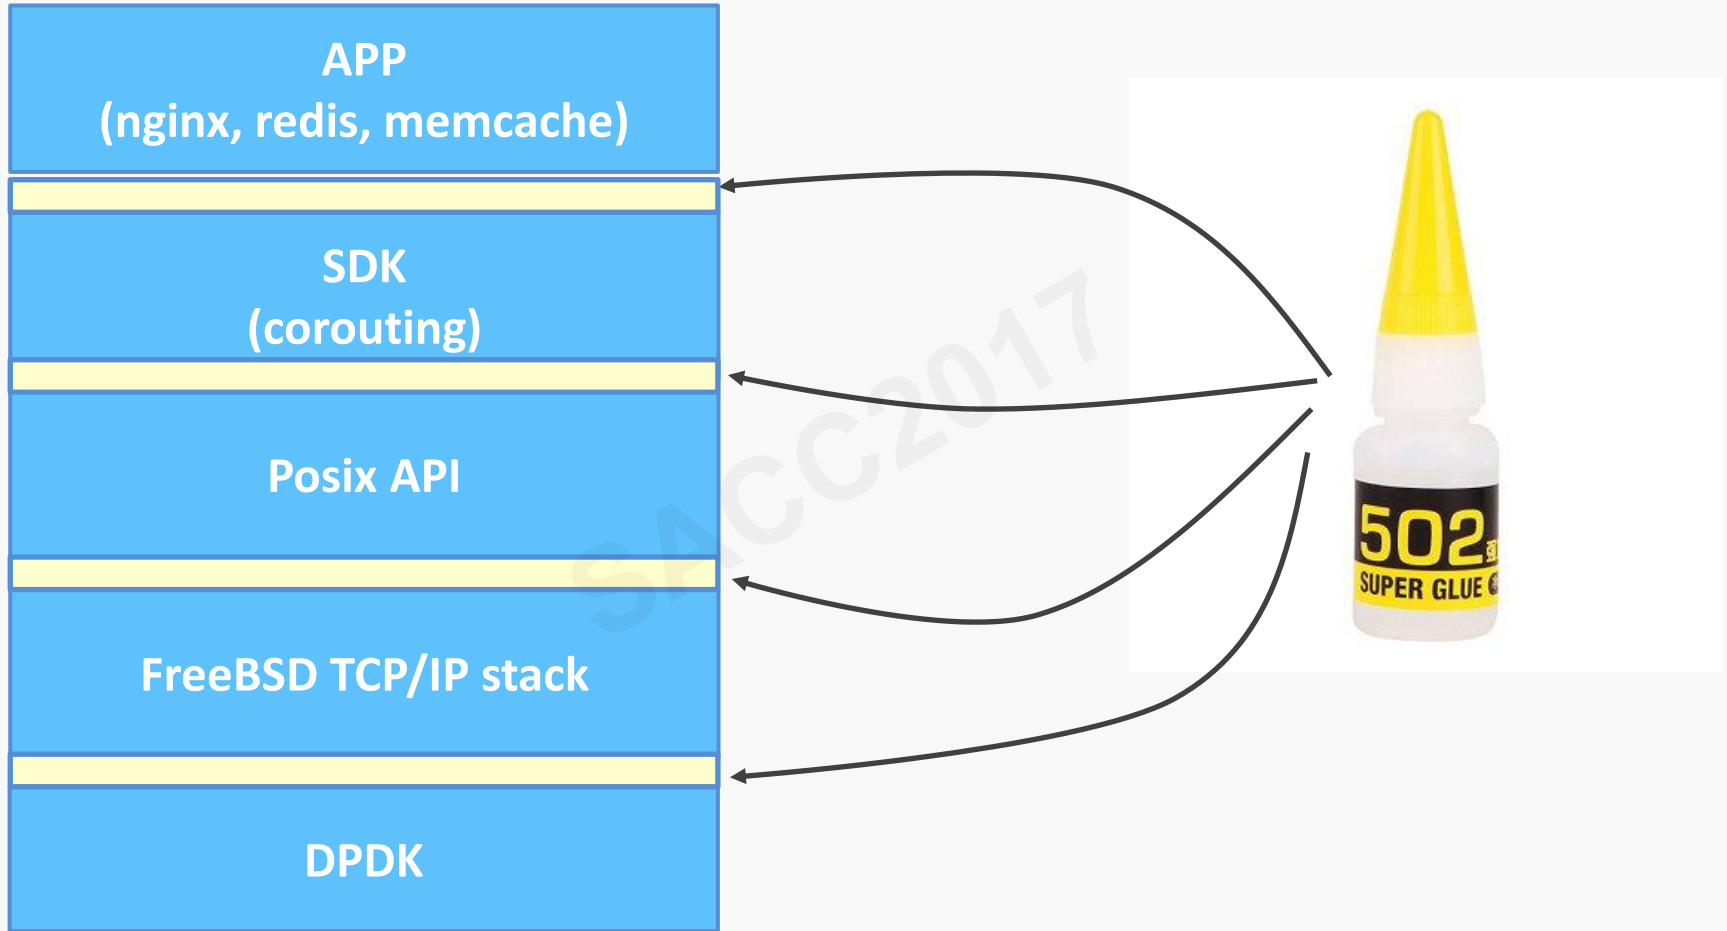 APP
(nginx, redis, memcache)
SDK
(corouting)
Posix API
FreeBSD TCP/IP stack
DPDK
SACC2017
502
SUPER GLUE